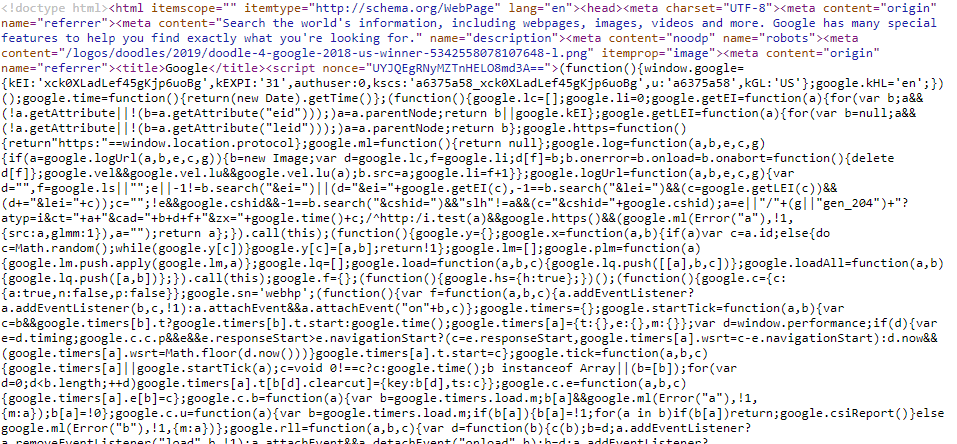 <!doctype html><html itemscope="" itemtype="http://schema.org/WebPage" lang="en"><head><meta charset="UTF-8"><meta content="origin"
name="referrer"><meta content="Search the world's information, including webpages, images, videos and more. Google has many special
features to help you find exactly what you're looking for." name="description"><meta content="noodp" name="robots"><meta
content="/logos/doodles/2019/doodle-4-google-2018-us-winner-5342558078107648-l.png" itemprop="image"><meta content="origin"
name="referrer"><title>Google</title><script nonce="UYJQEgRNyMZTnHELO8md3A==">(function(){window.google=
{kEI:'xck0XLadLef45gKjp6uoBg',kEXPI:'31',authuser:0,kscs:'a6375a58_xck0XLadLef45gKjp6uoBg',u:'a6375a58',kGL:'US'};google.kHL='en';})
();google.time=function(){return(new Date).getTime()};(function(){google.lc=[];google.li=0;google.getEI=function(a){for(var b;a&&
(!a.getAttribute||!(b=a.getAttribute("eid")));)a=a.parentNode;return b||google.kEI};google.getLEI=function(a){for(var b=null;a&&
(!a.getAttribute||!(b=a.getAttribute("leid")));)a=a.parentNode;return b};google.https=function()
{return"https:"==window.location.protocol};google.ml=function(){return null};google.log=function(a,b,e,c,g)
{if(a=google.logUrl(a,b,e,c,g)){b=new Image;var d=google.lc,f=google.li;d[f]=b;b.onerror=b.onload=b.onabort=function(){delete
d[f]};google.vel&&google.vel.lu&&google.vel.lu(a);b.src=a;google.li=f+1}};google.logUrl=function(a,b,e,c,g){var
d="",f=google.ls||"";e||-1!=b.search("&ei=")||(d="&ei="+google.getEI(c),-1==b.search("&lei=")&&(c=google.getLEI(c))&&
(d+="&lei="+c));c="";!e&&google.cshid&&-1==b.search("&cshid=")&&"slh"!=a&&(c="&cshid="+google.cshid);a=e||"/"+(g||"gen_204")+"?
atyp=i&ct="+a+"&cad="+b+d+f+"&zx="+google.time()+c;/^http:/i.test(a)&&google.https()&&(google.ml(Error("a"),!1,
{src:a,glmm:1}),a="");return a};}).call(this);(function(){google.y={};google.x=function(a,b){if(a)var c=a.id;else{do
c=Math.random();while(google.y[c])}google.y[c]=[a,b];return!1};google.lm=[];google.plm=function(a)
{google.lm.push.apply(google.lm,a)};google.lq=[];google.load=function(a,b,c){google.lq.push([[a],b,c])};google.loadAll=function(a,b)
{google.lq.push([a,b])};}).call(this);google.f={};(function(){google.hs={h:true};})();(function(){google.c={c:
{a:true,n:false,p:false}};google.sn='webhp';(function(){var f=function(a,b,c){a.addEventListener?
a.addEventListener(b,c,!1):a.attachEvent&&a.attachEvent("on"+b,c)};google.timers={};google.startTick=function(a,b){var
c=b&&google.timers[b].t?google.timers[b].t.start:google.time();google.timers[a]={t:{},e:{},m:{}};var d=window.performance;if(d){var
e=d.timing;google.c.c.p&&e&&e.responseStart>e.navigationStart?(c=e.responseStart,google.timers[a].wsrt=c-e.navigationStart):d.now&&
(google.timers[a].wsrt=Math.floor(d.now()))}google.timers[a].t.start=c};google.tick=function(a,b,c)
{google.timers[a]||google.startTick(a);c=void 0!==c?c:google.time();b instanceof Array||(b=[b]);for(var
d=0;d<b.length;++d)google.timers[a].t[b[d].clearcut]={key:b[d],ts:c}};google.c.e=function(a,b,c)
{google.timers[a].e[b]=c};google.c.b=function(a){var b=google.timers.load.m;b[a]&&google.ml(Error("a"),!1,
{m:a});b[a]=!0};google.c.u=function(a){var b=google.timers.load.m;if(b[a]){b[a]=!1;for(a in b)if(b[a])return;google.csiReport()}else
google.ml(Error("b"),!1,{m:a})};google.rll=function(a,b,c){var d=function(b){c(b);b=d;a.addEventListener?
a.removeEventListener("load",b,!1):a.attachEvent&&a.detachEvent("onload",b);b=d;a.addEventListener?